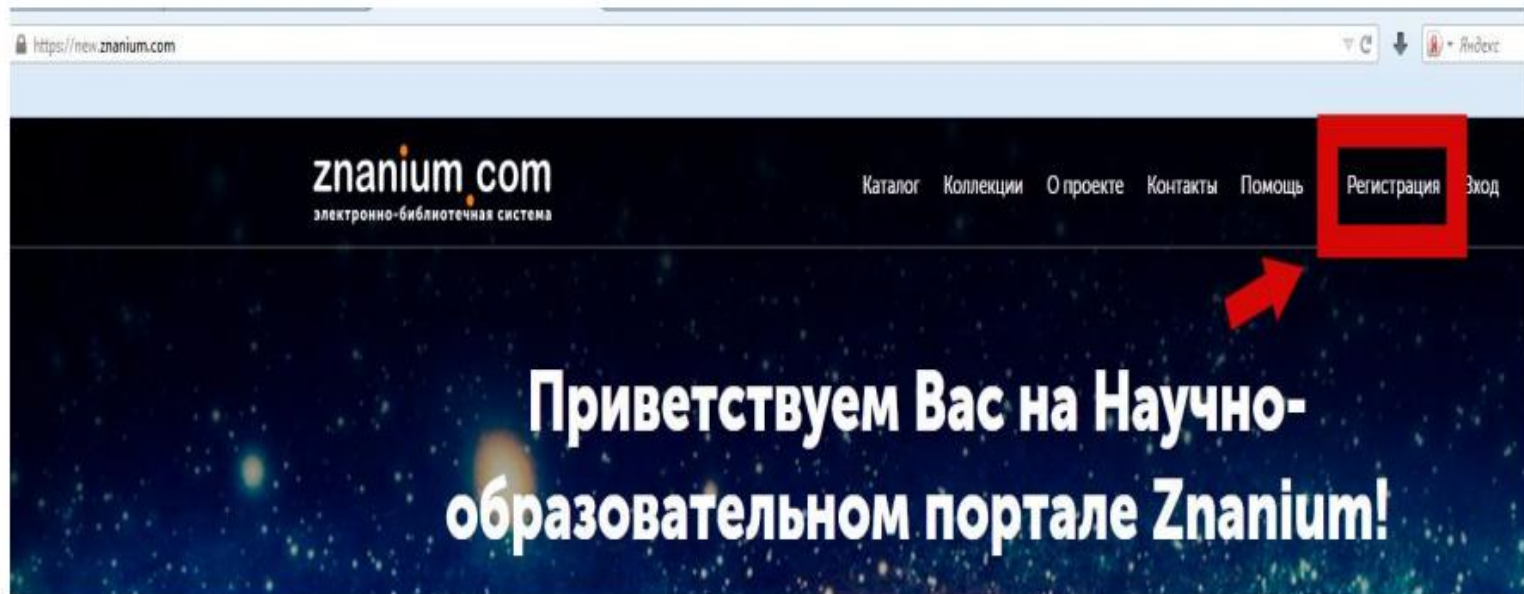 https://new.znanium.com
Яндекс
znanium.com
электронно-библиотечная система
Каталог Коллекции О проекте Контакты Помощь Регистрация Вход
Приветствуем Вас на Научно-
образовательном портале Znanium!